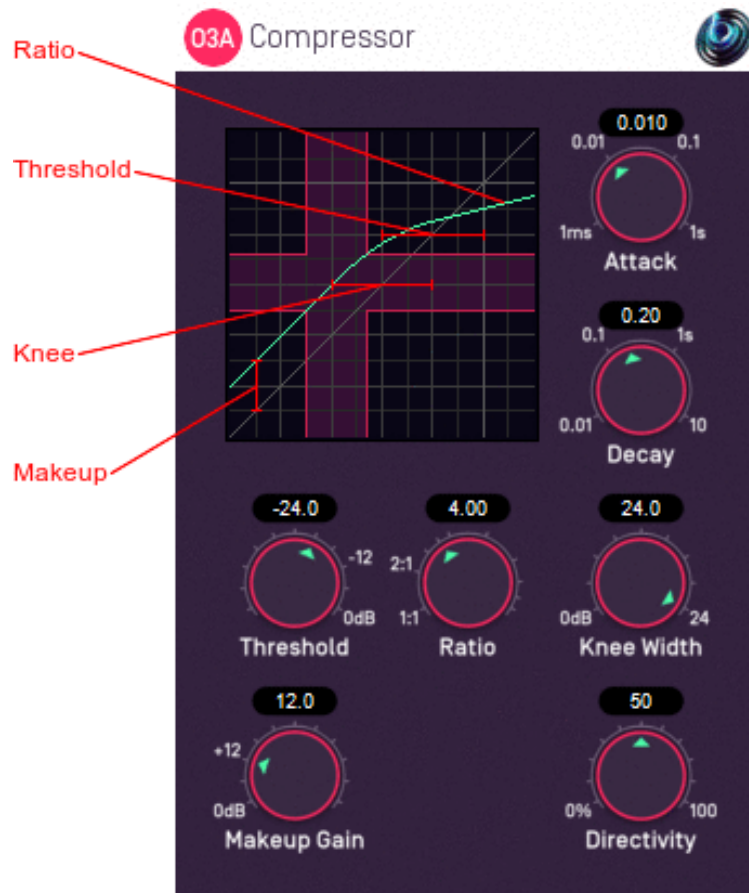 O3A Compressor
Ratio
Threshold
Knee
Makeup
0.010
0.01 0.1
1ms 1s
Attack
0.20
0.1 1s
0.01 10
Decay
-24.0
-12
0dB
Threshold
4.00
2:1
1:1
Ratio
24.0
0dB 24
Knee Width
12.0
+12
0dB
Makeup Gain
50
0% 100
Directivity